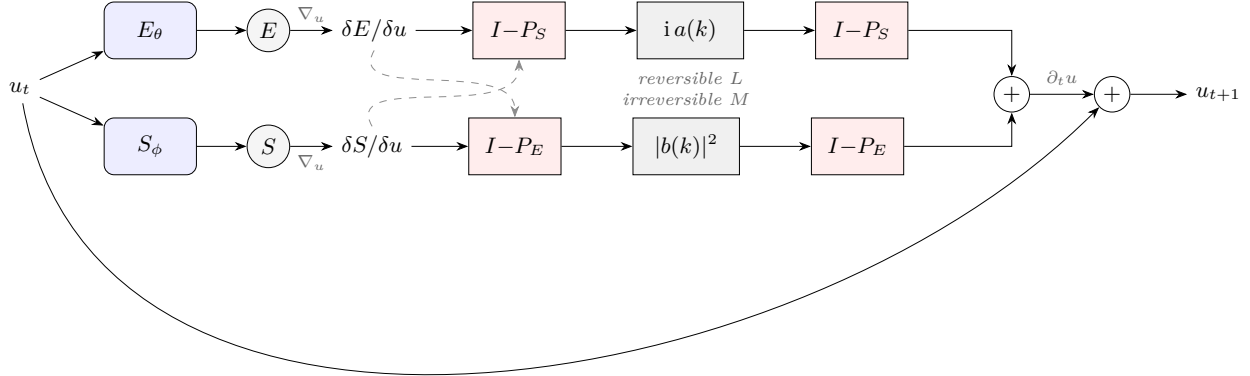 E_θ
E
∇_u
δE/δu
I−P_S
i a(k)
I−P_S
u_t
reversible L
irreversible M
+
∂_t u
+
u_{t+1}
S_ϕ
S
∇_u
δS/δu
I−P_E
|b(k)|²
I−P_E